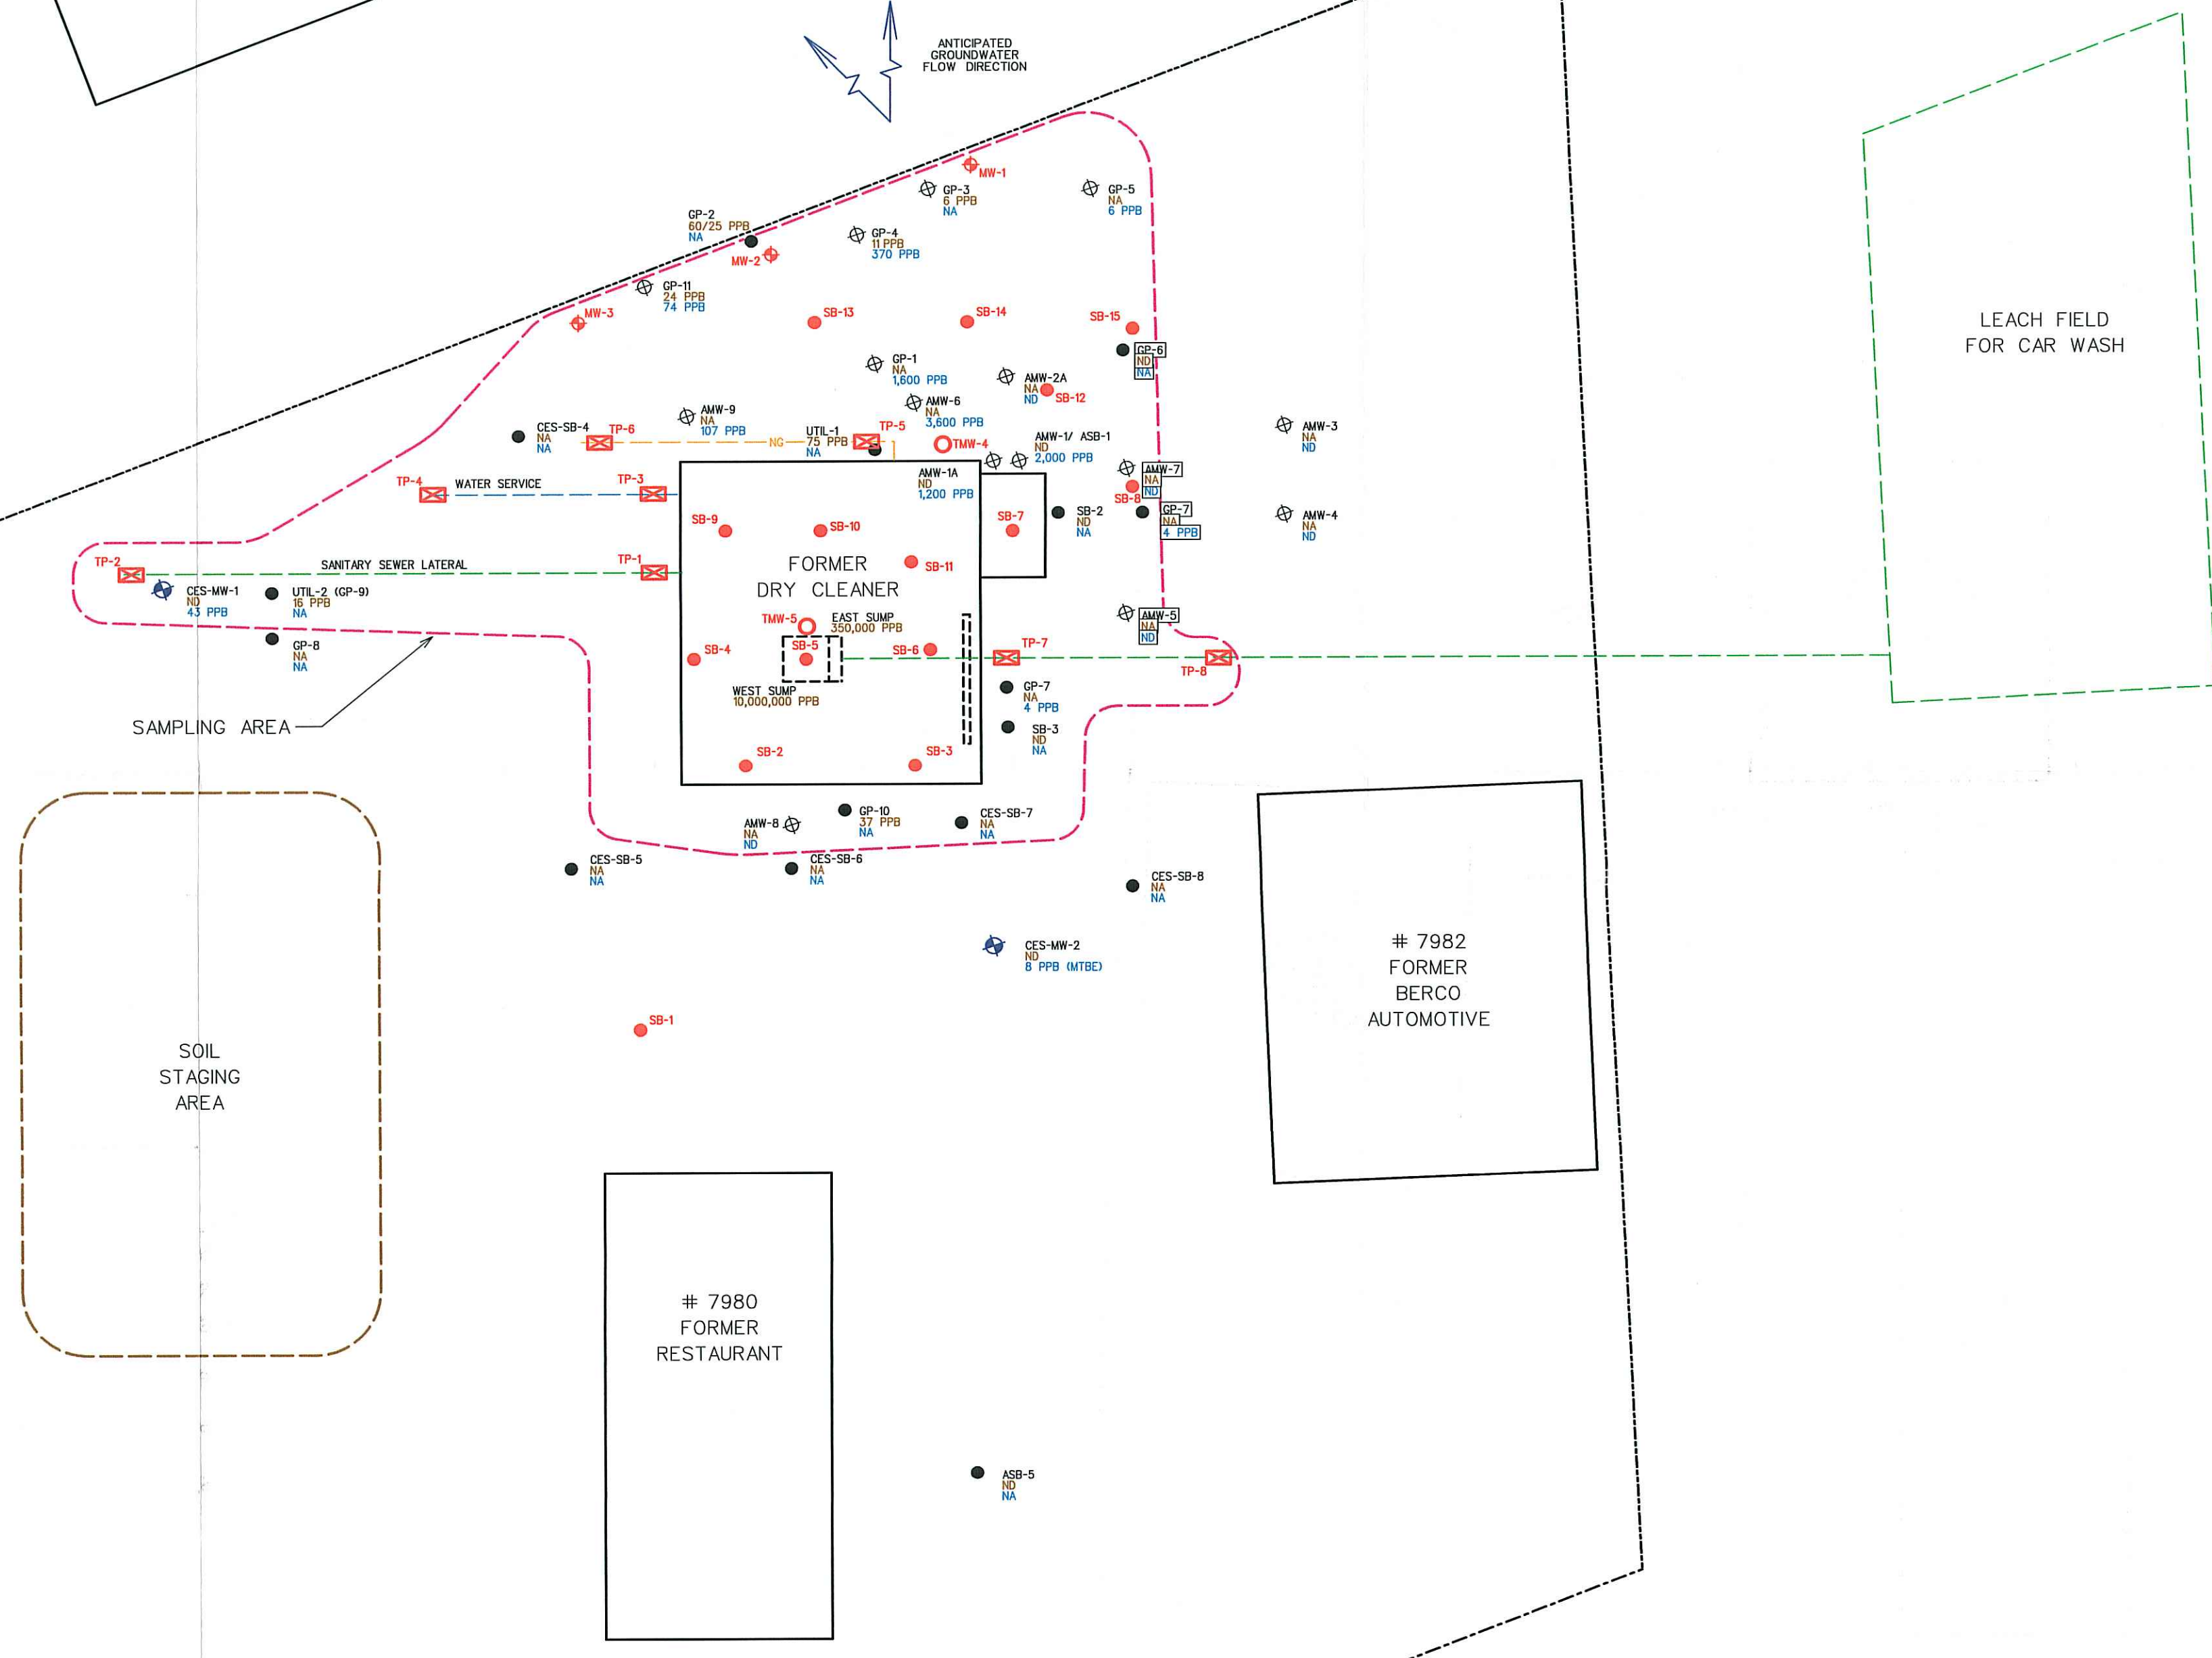 ANTICIPATED
GROUNDWATER
FLOW DIRECTION
MW-1
GP-3
6 PPB
NA
GP-5
NA
6 PPB
GP-2
60/25 PPB
NA
GP-4
11 PPB
370 PPB
MW-2
GP-11
24 PPB
74 PPB
MW-3
SB-13
SB-14
SB-15
LEACH FIELD
FOR CAR WASH
GP-6
ND
NA
GP-1
NA
1,600 PPB
AMW-2A
NA
ND
SB-12
AMW-6
NA
3,600 PPB
AMW-9
NA
107 PPB
CES-SB-4
NA
NA
TP-6
NG
UTIL-1
75 PPB
NA
TP-5
TMW-4
AMW-1/ ASB-1
ND
2,000 PPB
AMW-3
NA
ND
AMW-7
NA
ND
SB-8
AMW-1A
ND
1,200 PPB
TP-4
WATER SERVICE
TP-3
SB-9
SB-10
SB-7
SB-2
ND
NA
GP-7
NA
4 PPB
AMW-4
NA
ND
TP-2
SANITARY SEWER LATERAL
TP-1
FORMER
DRY CLEANER
SB-11
CES-MW-1
ND
43 PPB
UTIL-2 (GP-9)
16 PPB
NA
GP-8
NA
NA
TMW-5
EAST SUMP
350,000 PPB
AMW-5
NA
ND
SB-4
SB-5
SB-6
TP-7
TP-8
WEST SUMP
10,000,000 PPB
GP-7
NA
4 PPB
SB-3
ND
NA
SAMPLING AREA
SB-2
SB-3
AMW-8
NA
ND
GP-10
37 PPB
NA
CES-SB-7
NA
NA
CES-SB-5
NA
NA
CES-SB-6
NA
NA
CES-SB-8
NA
NA
CES-MW-2
ND
8 PPB (MTBE)
# 7982
FORMER
BERCO
AUTOMOTIVE
SB-1
SOIL
STAGING
AREA
# 7980
FORMER
RESTAURANT
ASB-5
ND
NA